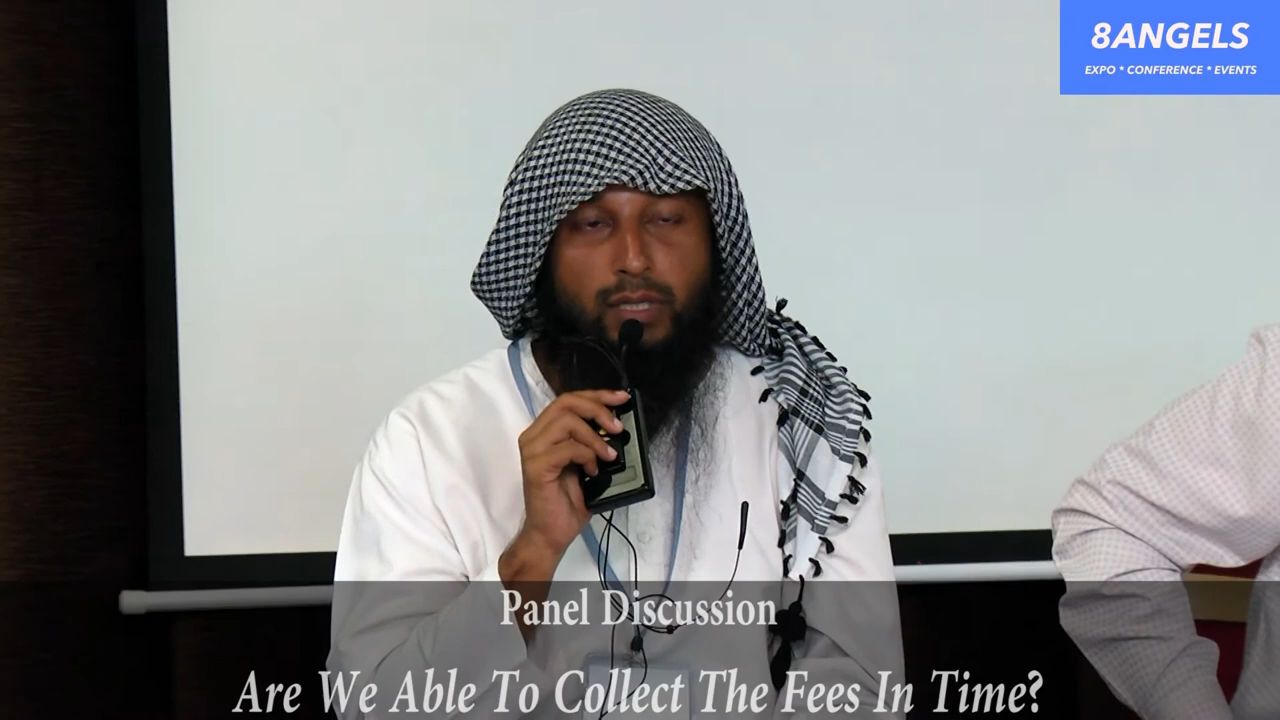 8ANGELS
EXPO * CONFERENCE * EVENTS
Panel Discussion
Are We Able To Collect The Fees In Time?